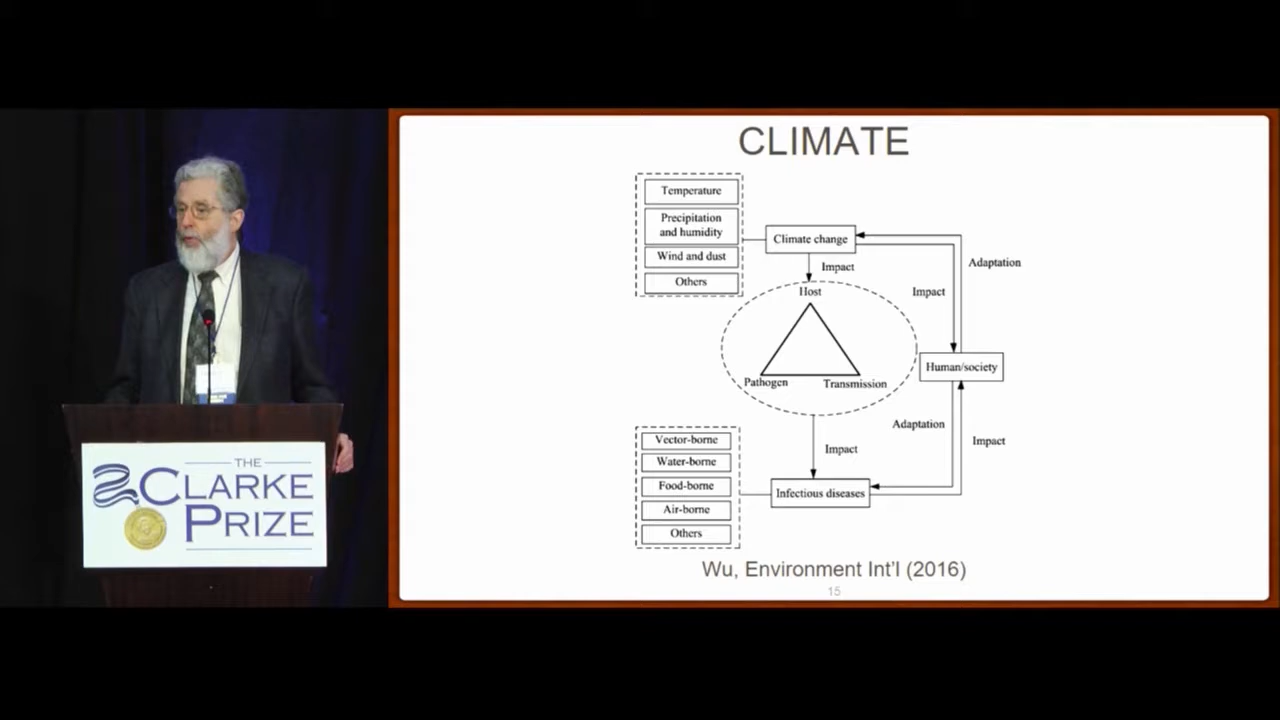 THE
CLARKE
PRIZE
CLIMATE
Temperature
Precipitation
and humidity
Wind and dust
Others
Climate change
Impact
Adaptation
Impact
Host
Pathogen
Transmission
Human/society
Adaptation
Impact
Impact
Vector-borne
Water-borne
Food-borne
Air-borne
Others
Infectious diseases
Wu, Environment Int'l (2016)
15